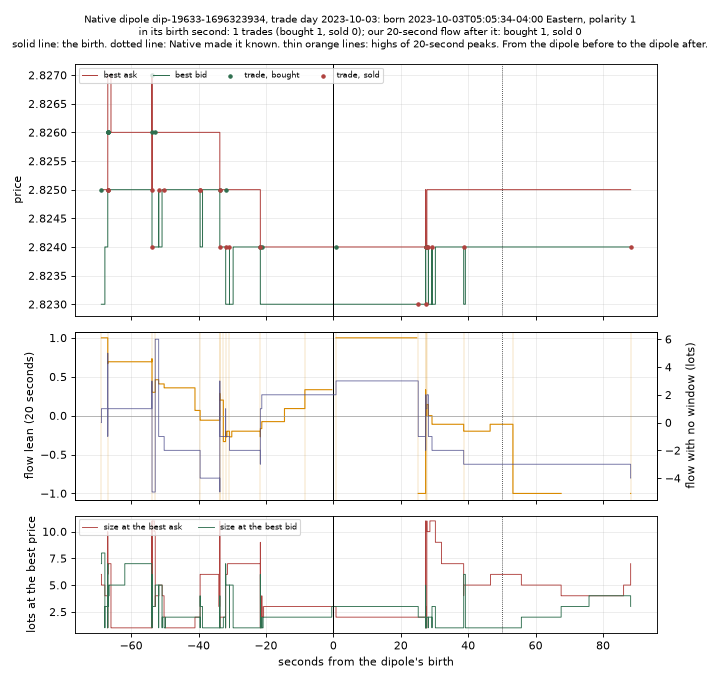 Native dipole dip-19633-1696323934, trade day 2023-10-03: born 2023-10-03T05:05:34-04:00 Eastern, polarity 1
in its birth second: 1 trades (bought 1, sold 0); our 20-second flow after it: bought 1, sold 0
solid line: the birth. dotted line: Native made it known. thin orange lines: highs of 20-second peaks. From the dipole before to the dipole after.
best ask
best bid
trade, bought
trade, sold
2.8270
2.8265
2.8260
2.8255
2.8250
2.8245
2.8240
2.8235
2.8230
price
1.0
0.5
0.0
−0.5
−1.0
flow lean (20 seconds)
6
4
2
0
−2
−4
flow with no window (lots)
size at the best ask
size at the best bid
10.0
7.5
5.0
2.5
lots at the best price
−60
−40
−20
0
20
40
60
80
seconds from the dipole's birth